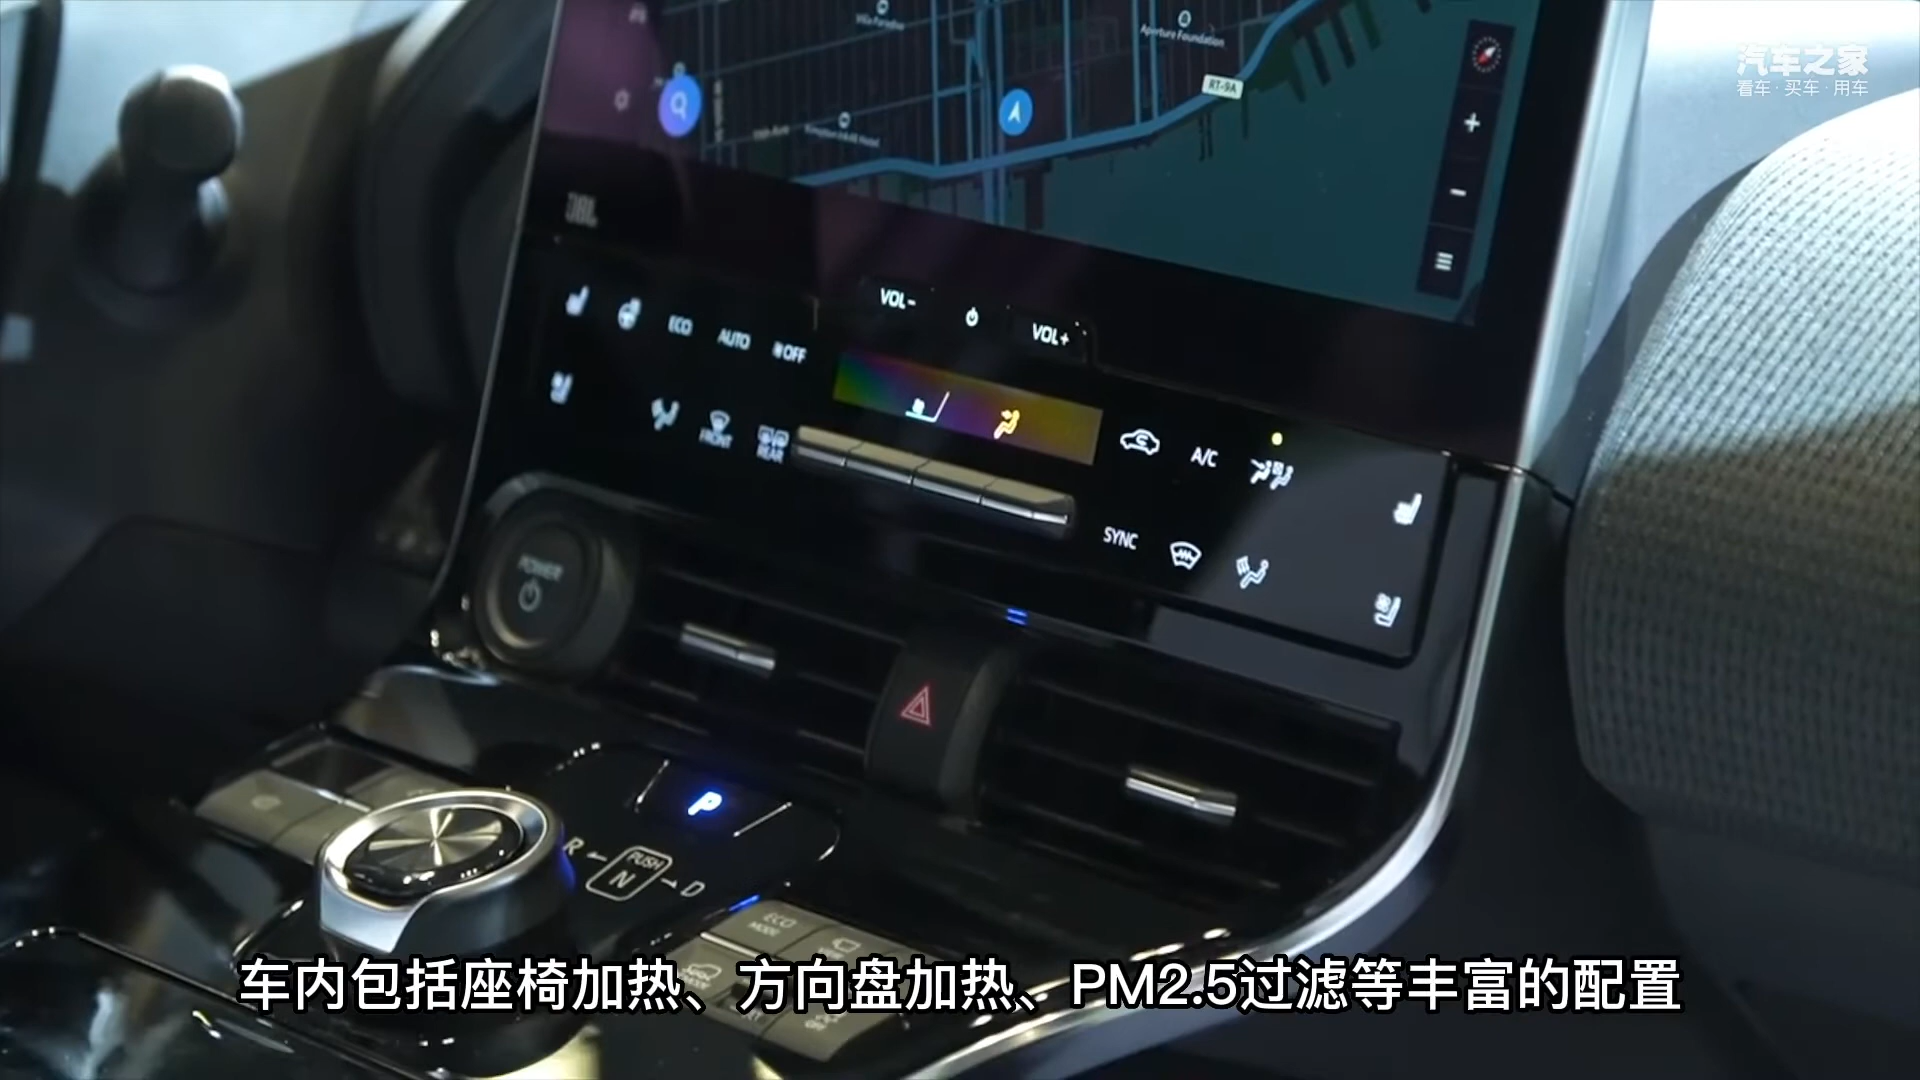 Villa Paradiso
Aperture Foundation
汽车之家
看车·买车·用车
RT-9A
JBL
VOL-
VOL+
ECO
AUTO
OFF
FRONT
REAR
A/C
SYNC
POWER
P
R
PUSH
N
D
ECO
MODE
车内包括座椅加热、方向盘加热、PM2.5过滤等丰富的配置